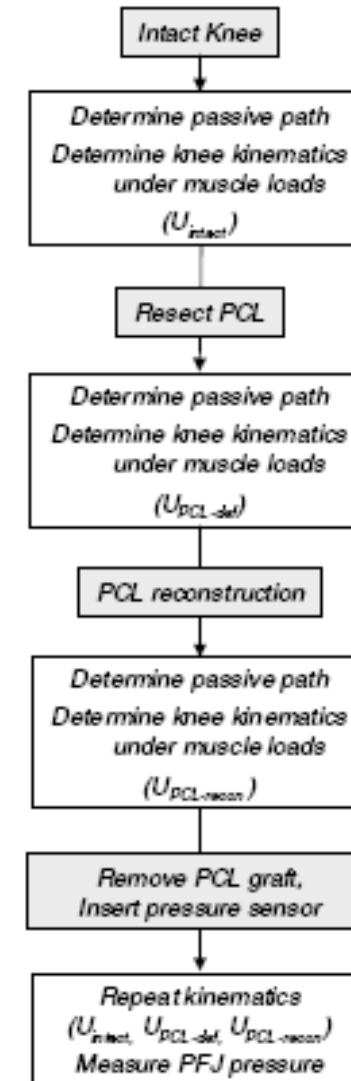 Intact Knee
Determine passive path
Determine knee kinematics
under muscle loads
(U_intact)
Resect PCL
Determine passive path
Determine knee kinematics
under muscle loads
(U_PCL-def)
PCL reconstruction
Determine passive path
Determine knee kinematics
under muscle loads
(U_PCL-recon)
Remove PCL graft,
Insert pressure sensor
Repeat kinematics
(U_intact, U_PCL-def, U_PCL-recon)
Measure PFJ pressure